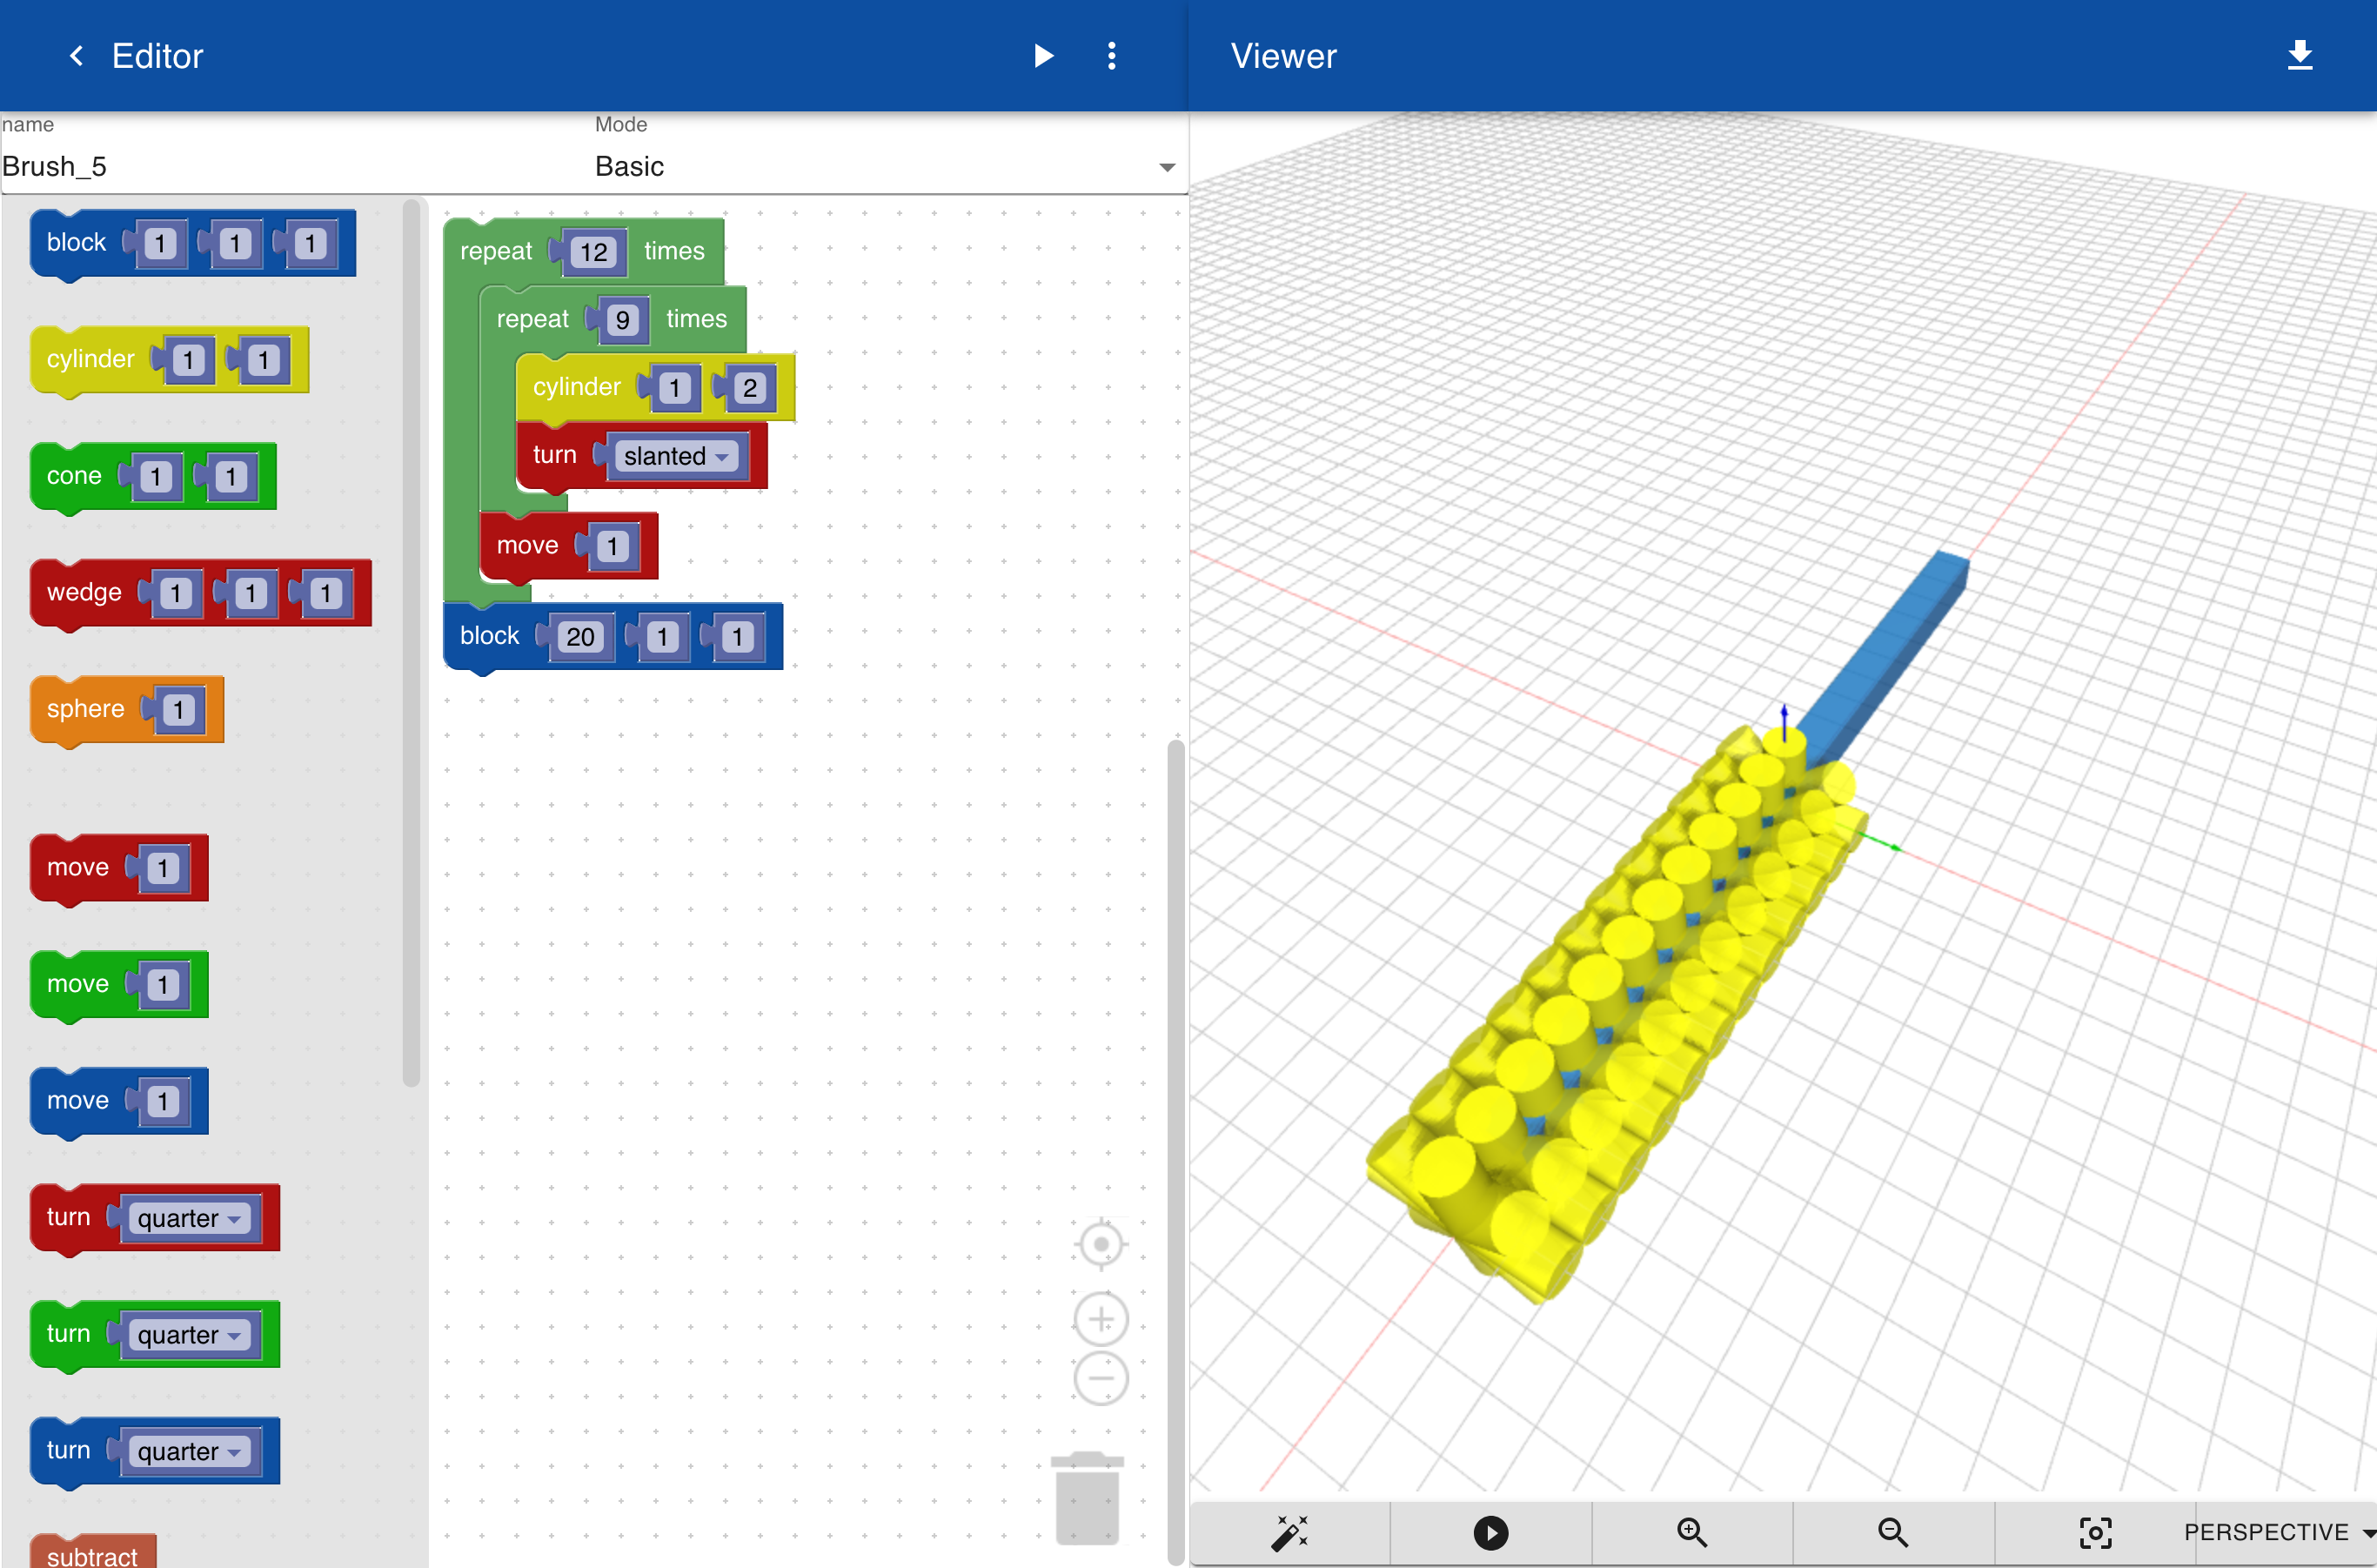 Editor
Viewer
name
Mode
Brush_5
Basic
block 1 1 1
cylinder 1 1
cone 1 1
wedge 1 1 1
sphere 1
move 1
move 1
move 1
turn quarter
turn quarter
turn quarter
subtract
repeat 12 times
repeat 9 times
cylinder 1 2
turn slanted
move 1
block 20 1 1
PERSPECTIVE